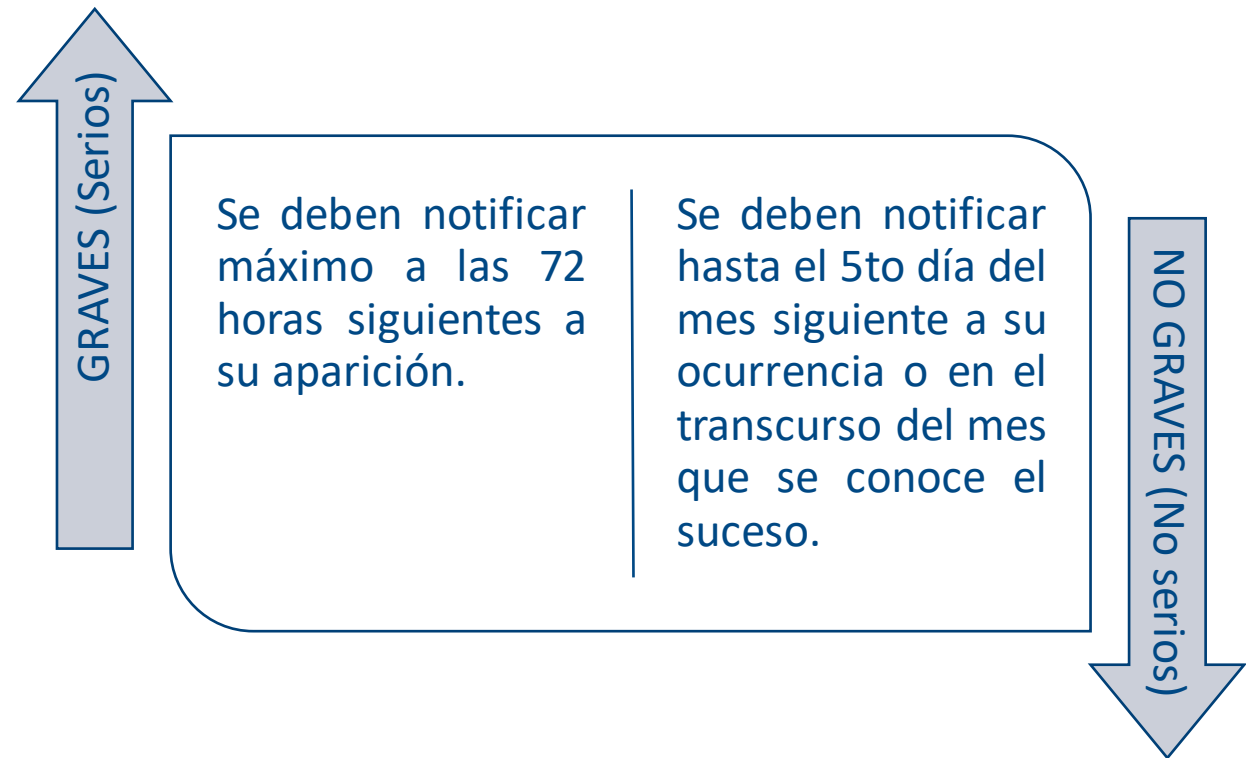 GRAVES (Serios)
Se deben notificar
máximo a las 72
horas siguientes a
su aparición.
Se deben notificar
hasta el 5to día del
mes siguiente a su
ocurrencia o en el
transcurso del mes
que se conoce el
suceso.
NO GRAVES (No serios)